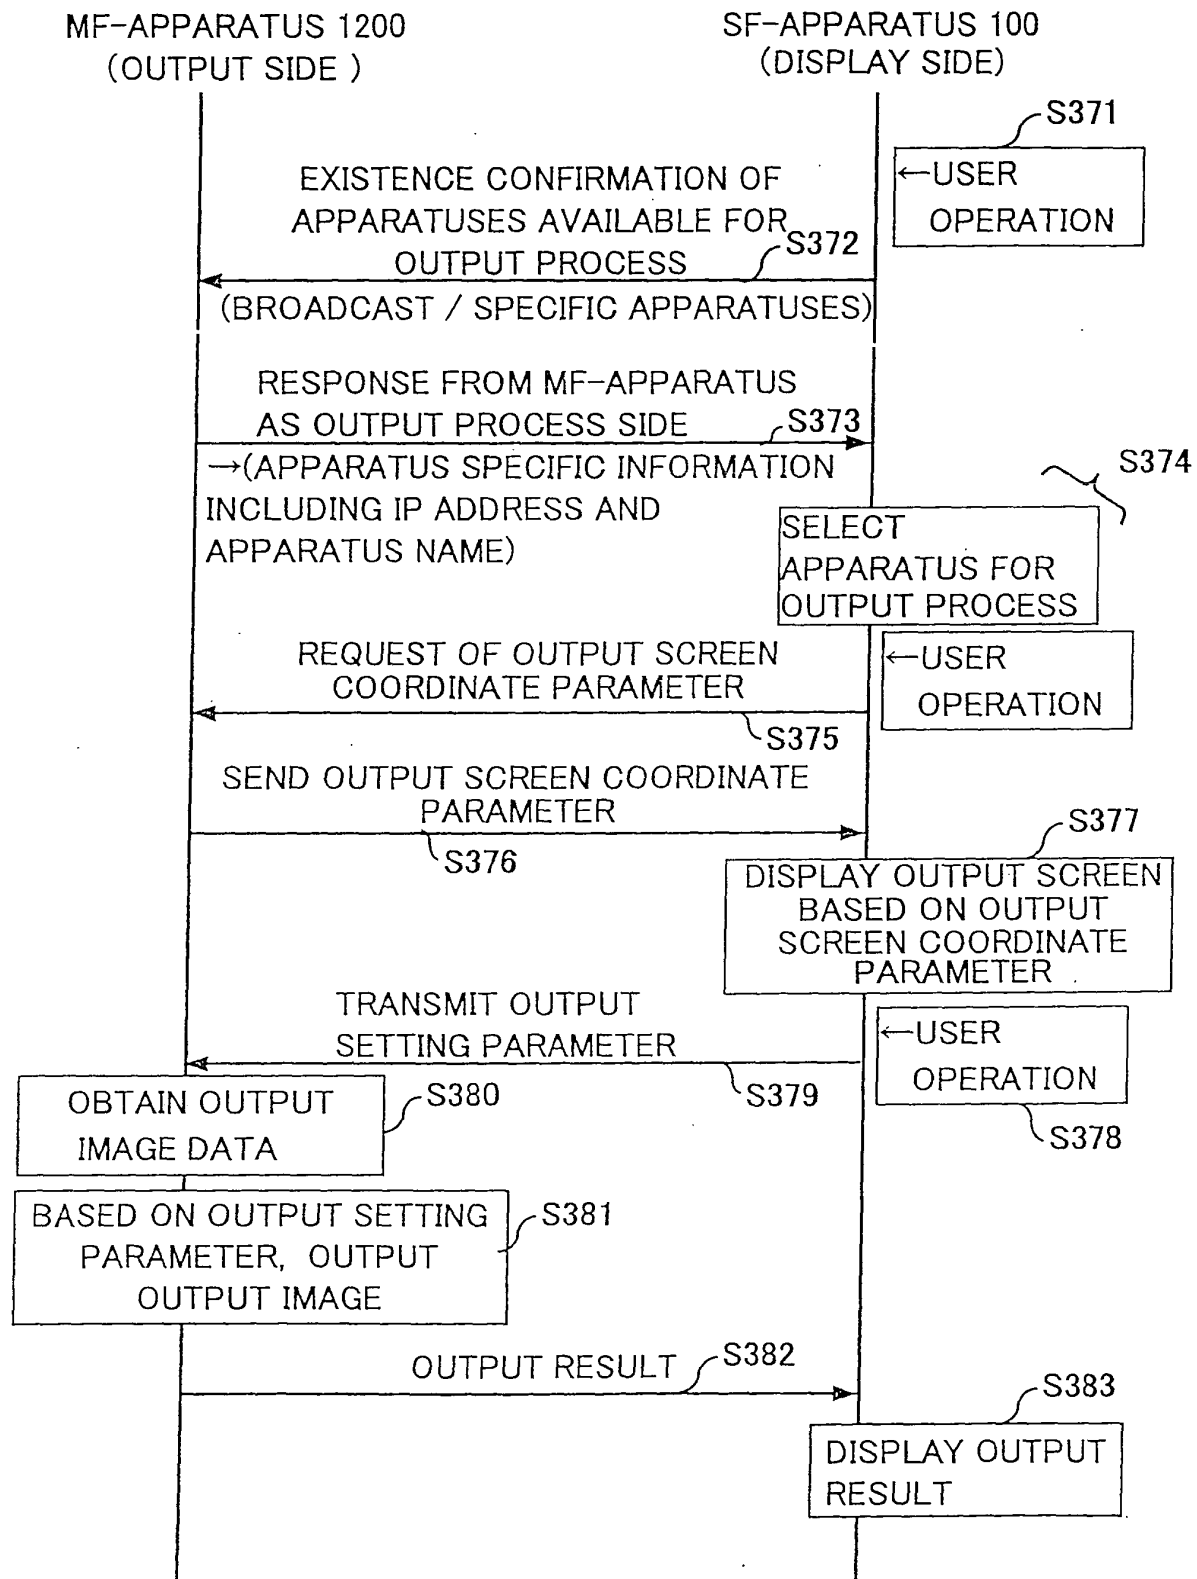 MF-APPARATUS 1200
(OUTPUT SIDE )
SF-APPARATUS 100
(DISPLAY SIDE)
S371
←USER
OPERATION
EXISTENCE CONFIRMATION OF
APPARATUSES AVAILABLE FOR
OUTPUT PROCESS
S372
(BROADCAST / SPECIFIC APPARATUSES)
RESPONSE FROM MF-APPARATUS
AS OUTPUT PROCESS SIDE
S373
→(APPARATUS SPECIFIC INFORMATION
INCLUDING IP ADDRESS AND
APPARATUS NAME)
S374
SELECT
APPARATUS FOR
OUTPUT PROCESS
←USER
OPERATION
REQUEST OF OUTPUT SCREEN
COORDINATE PARAMETER
S375
SEND OUTPUT SCREEN COORDINATE
PARAMETER
S376
S377
DISPLAY OUTPUT SCREEN
BASED ON OUTPUT
SCREEN COORDINATE
PARAMETER
←USER
OPERATION
S378
TRANSMIT OUTPUT
SETTING PARAMETER
S379
OBTAIN OUTPUT
IMAGE DATA
S380
BASED ON OUTPUT SETTING
PARAMETER, OUTPUT
OUTPUT IMAGE
S381
OUTPUT RESULT
S382
S383
DISPLAY OUTPUT
RESULT